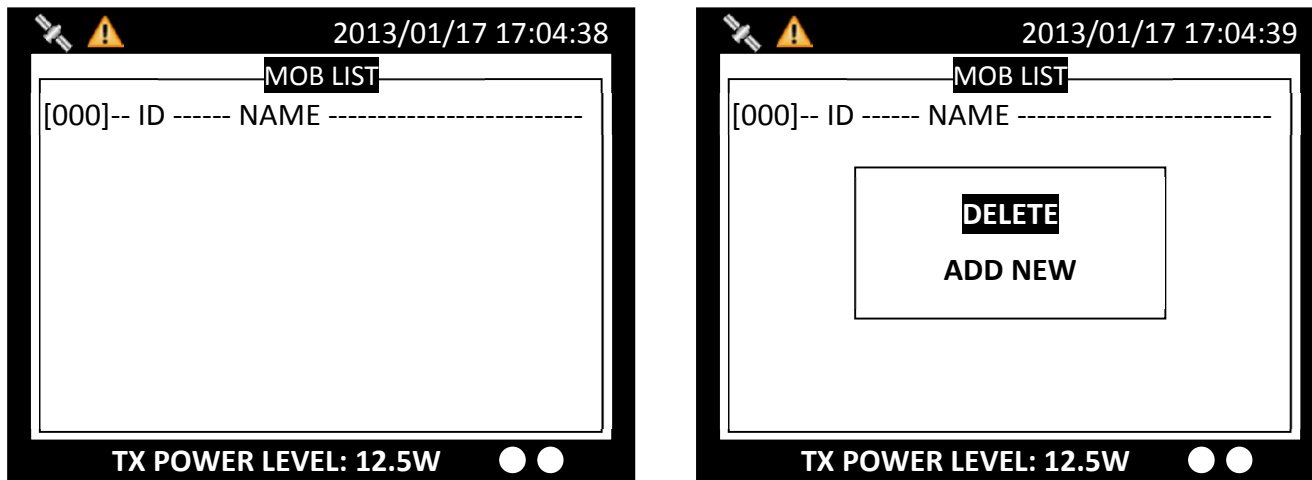 2013/01/17 17:04:38
MOB LIST
[000]-- ID ------ NAME --------------------------
TX POWER LEVEL: 12.5W
2013/01/17 17:04:39
MOB LIST
[000]-- ID ------ NAME --------------------------
DELETE
ADD NEW
TX POWER LEVEL: 12.5W